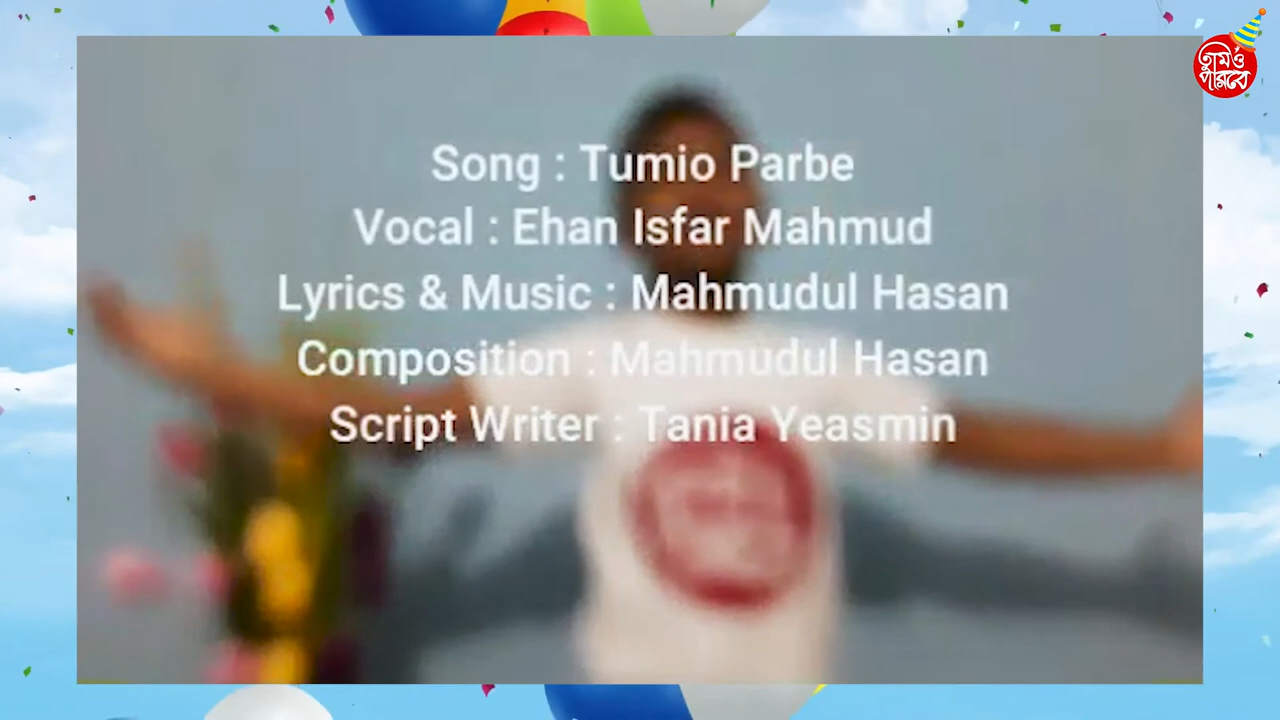 তুমিও
পারবে
Song : Tumio Parbe
Vocal : Ehan Isfar Mahmud
Lyrics & Music : Mahmudul Hasan
Composition : Mahmudul Hasan
Script Writer : Tania Yeasmin